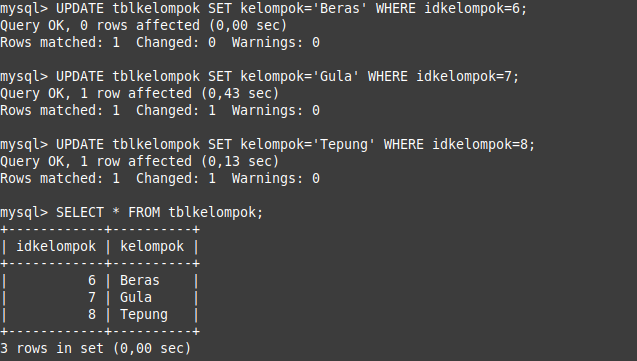 mysql> UPDATE tblkelompok SET kelompok='Beras' WHERE idkelompok=6;
Query OK, 0 rows affected (0,00 sec)
Rows matched: 1  Changed: 0  Warnings: 0

mysql> UPDATE tblkelompok SET kelompok='Gula' WHERE idkelompok=7;
Query OK, 1 row affected (0,43 sec)
Rows matched: 1  Changed: 1  Warnings: 0

mysql> UPDATE tblkelompok SET kelompok='Tepung' WHERE idkelompok=8;
Query OK, 1 row affected (0,13 sec)
Rows matched: 1  Changed: 1  Warnings: 0

mysql> SELECT * FROM tblkelompok;
+------------+----------+
| idkelompok | kelompok |
+------------+----------+
|          6 | Beras    |
|          7 | Gula     |
|          8 | Tepung   |
+------------+----------+
3 rows in set (0,00 sec)